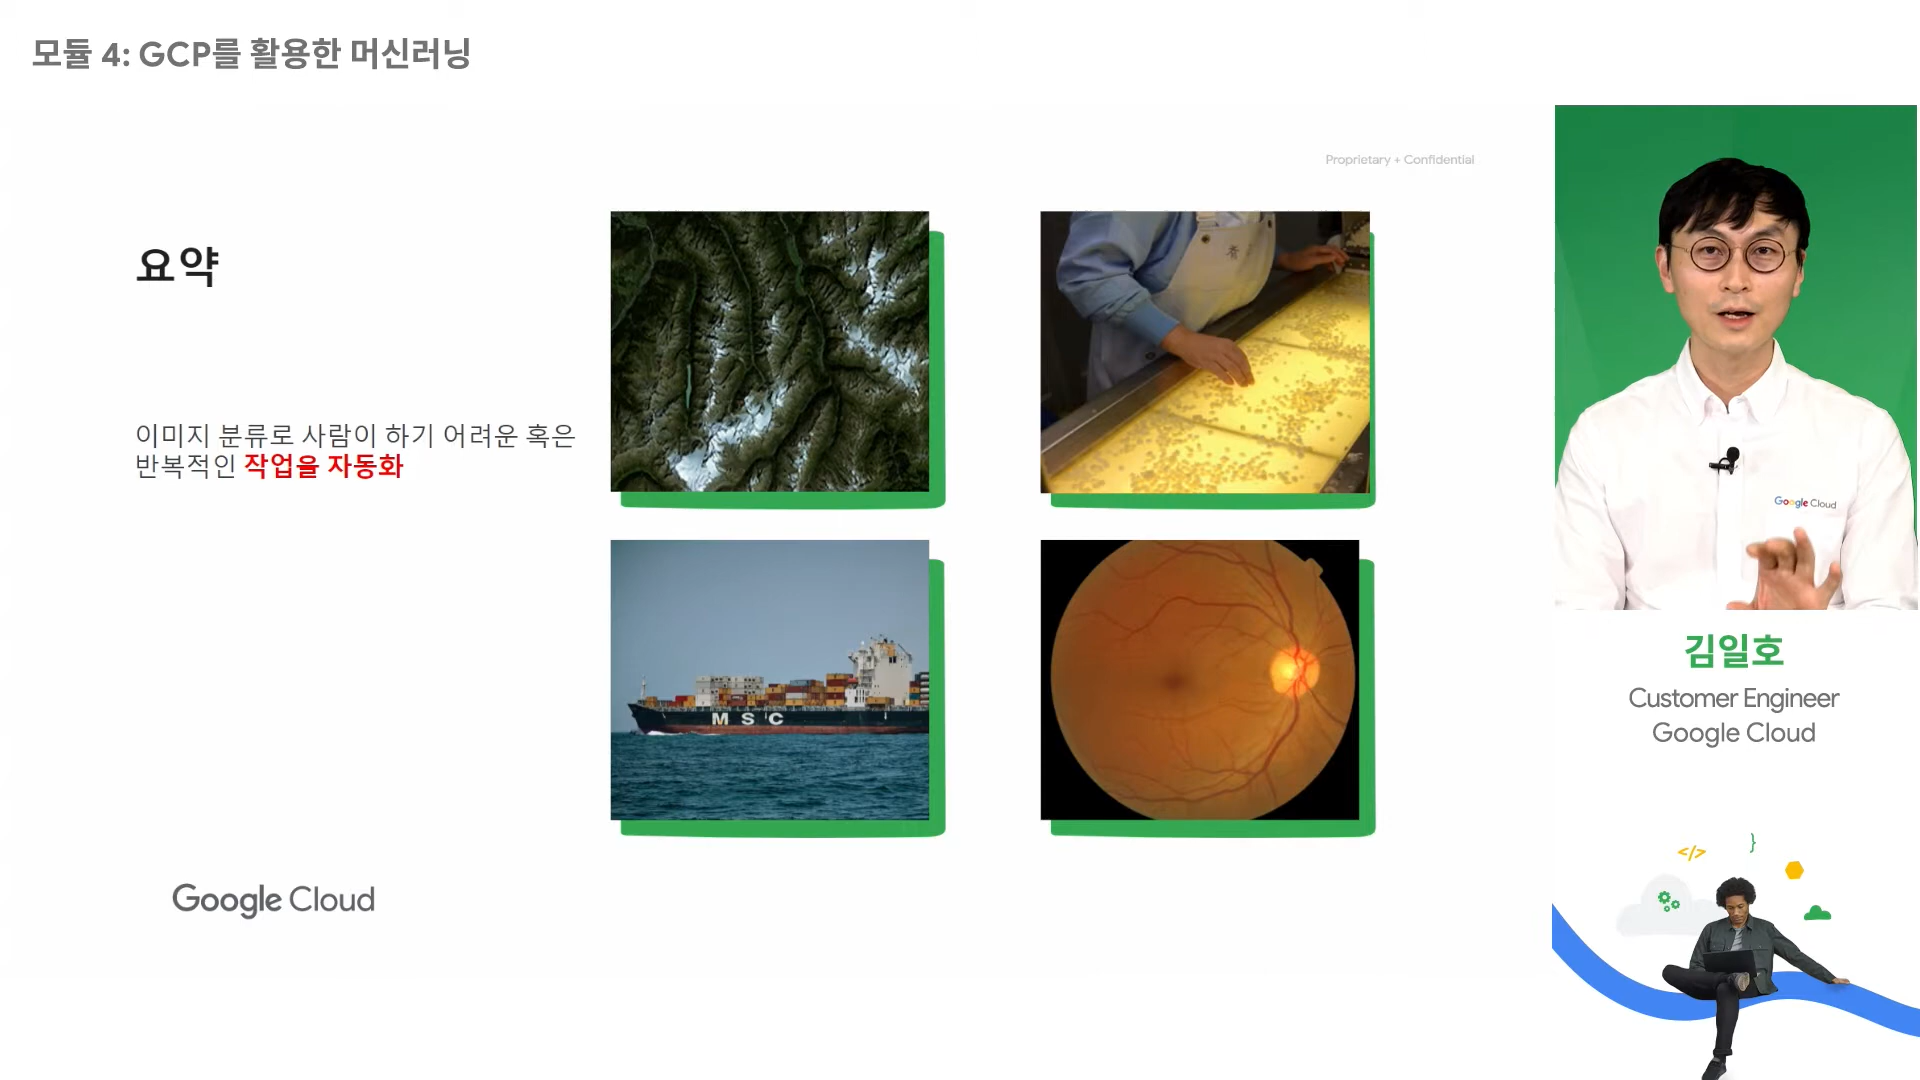 모듈 4: GCP를 활용한 머신러닝
Proprietary + Confidential
요약
이미지 분류로 사람이 하기 어려운 혹은
반복적인 작업을 자동화
MSC
Google Cloud
Google Cloud
김일호
Customer Engineer
Google Cloud
</>
}